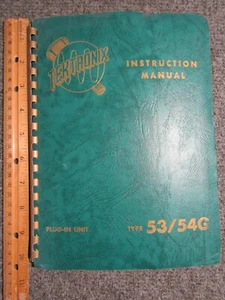 TEKTRONIX
INSTRUCTION
MANUAL
PLUG-IN UNIT
TYPE 53/54G